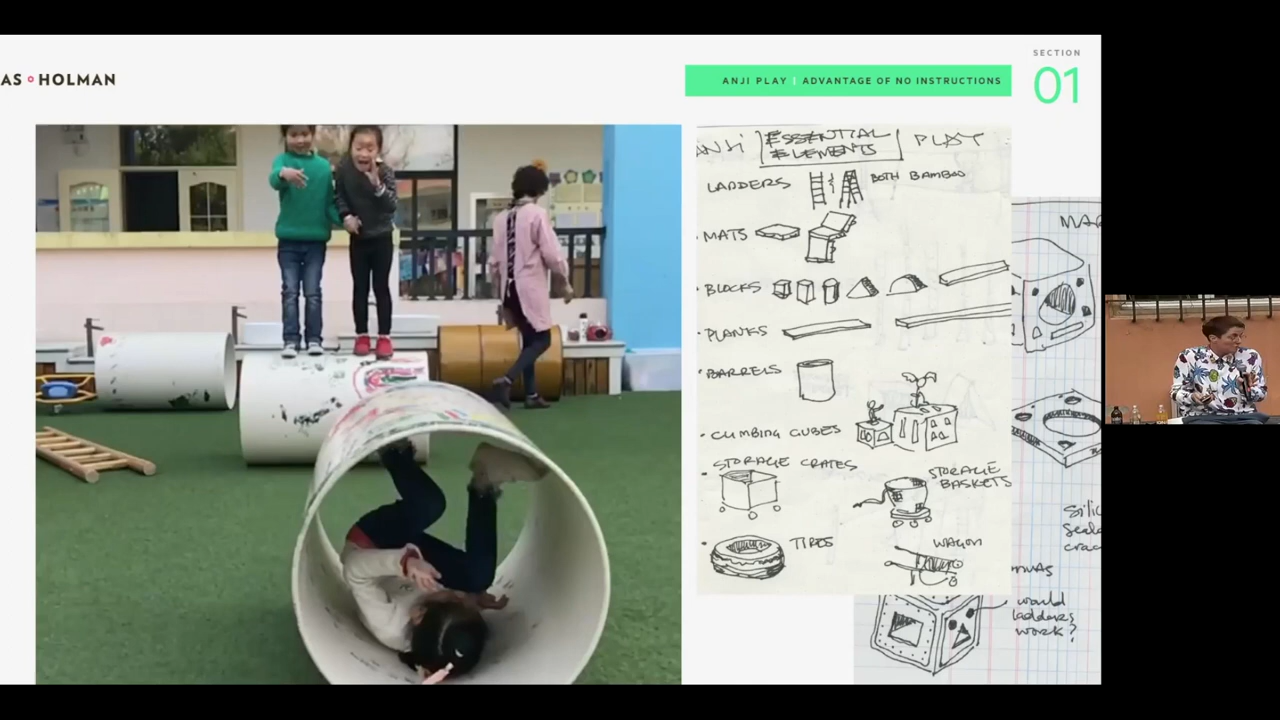 AS HOLMAN
ANJI PLAY | ADVANTAGE OF NO INSTRUCTIONS
SECTION
01
ANJI ESSENTIAL ELEMENTS PLAY
LADDERS BOTH BAMBOO
MATS
BLOCKS
PLANKS
BARRELS
CLIMBING CUBES
STORAGE CRATES
STORAGE BASKETS
TIRES
WAGON
would
ladders
work?